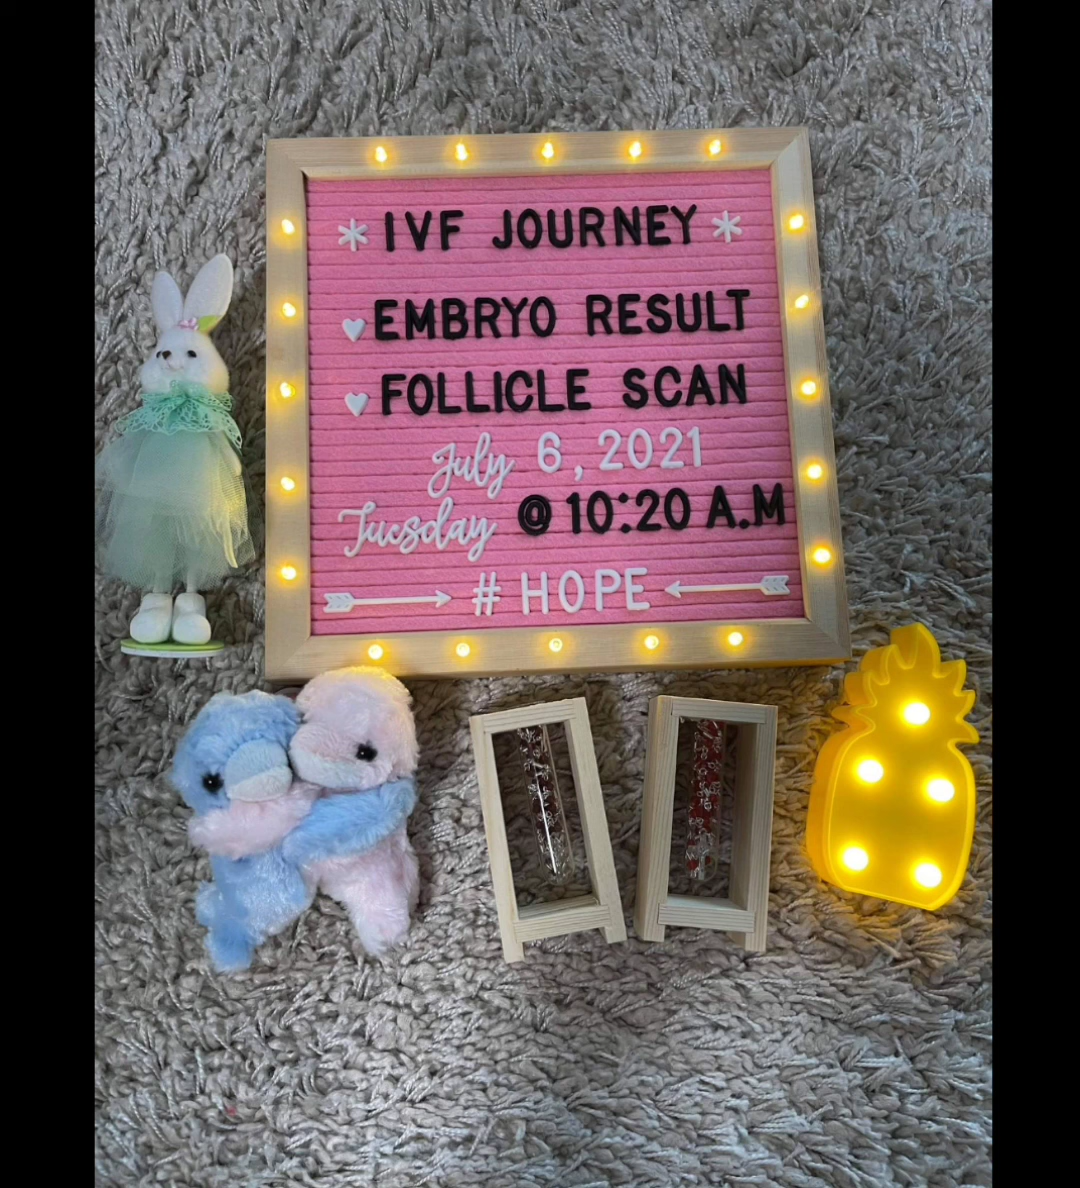 * IVF JOURNEY *
♥ EMBRYO RESULT
♥ FOLLICLE SCAN
July 6, 2021
Tuesday @ 10:20 A.M
# HOPE